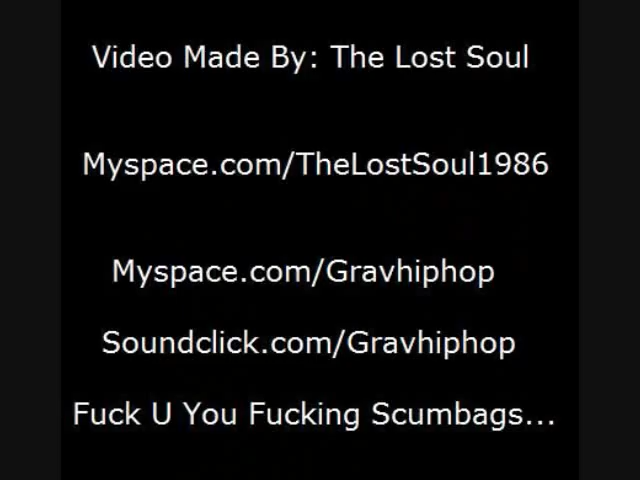 Video Made By: The Lost Soul
Myspace.com/TheLostSoul1986
Myspace.com/Gravhiphop
Soundclick.com/Gravhiphop
Fuck U You Fucking Scumbags...